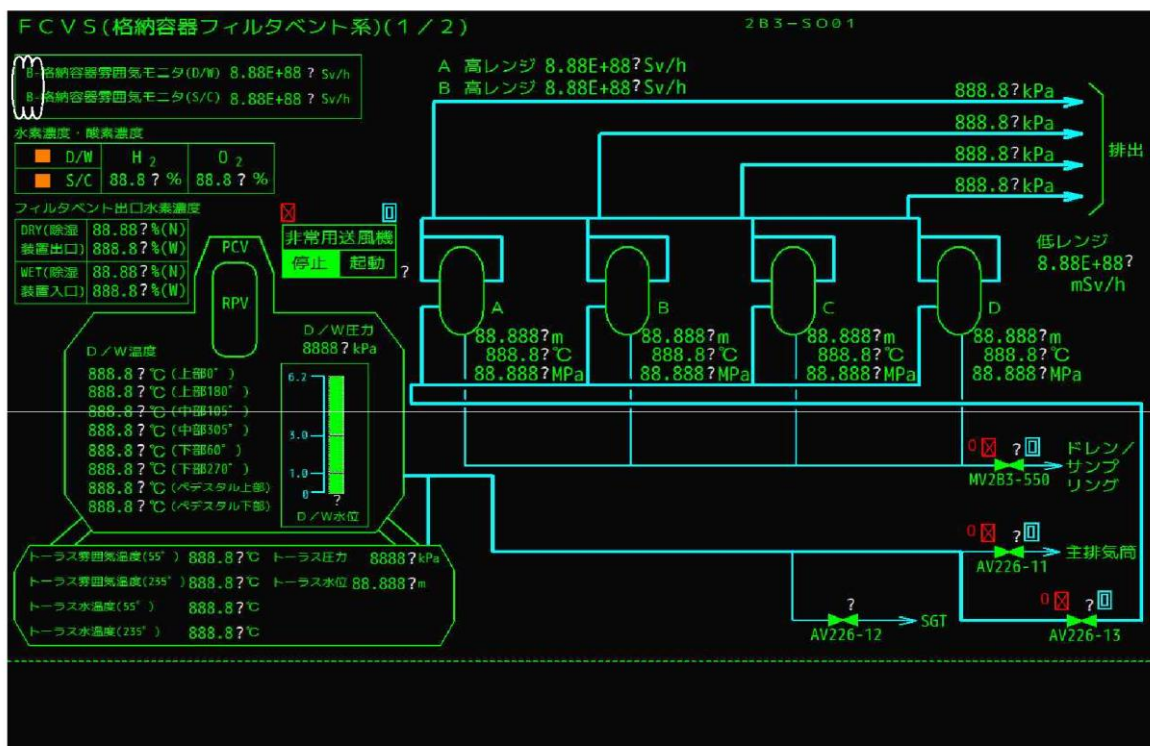 FCVS(格納容器フィルタベント系)(1/2)
2B3-SO01
B-格納容器雰囲気モニタ(D/W) 8.88E+88 ? Sv/h
B-格納容器雰囲気モニタ(S/C) 8.88E+88 ? Sv/h
A 高レンジ 8.88E+88?Sv/h
B 高レンジ 8.88E+88?Sv/h
888.8?kPa
888.8?kPa
888.8?kPa
888.8?kPa
排出
水素濃度・酸素濃度
D/W H2 O2
S/C 88.8? % 88.8? %
フィルタベント出口水素濃度
DRY(除湿 88.88?%(N)
装置出口) 888.8?%(W)
WET(除湿 88.88?%(N)
装置入口) 888.8?%(W)
非常用送風機
停止 起動 ?
PCV
RPV
低レンジ
8.88E+88?
mSv/h
A B C D
88.888?m 88.888?m 88.888?m 88.888?m
888.8?℃ 888.8?℃ 888.8?℃ 888.8?℃
88.888?MPa 88.888?MPa 88.888?MPa 88.888?MPa
D/W圧力
8888?kPa
D/W温度
888.8?℃(上部0°)
888.8?℃(上部180°)
888.8?℃(中部105°)
888.8?℃(中部305°)
888.8?℃(下部60°)
888.8?℃(下部270°)
888.8?℃(ペデスタル上部)
888.8?℃(ペデスタル下部)
6.2
3.0
1.0
0
?
D/W水位
0 ?
MV2B3-550
ドレン/
サンプ
リング
0 ?
AV226-11
主排気筒
?
AV226-12
SGT
0 ?
AV226-13
トーラス雰囲気温度(55°) 888.8?℃ トーラス圧力 8888?kPa
トーラス雰囲気温度(235°) 888.8?℃ トーラス水位 88.888?m
トーラス水温度(55°) 888.8?℃
トーラス水温度(235°) 888.8?℃